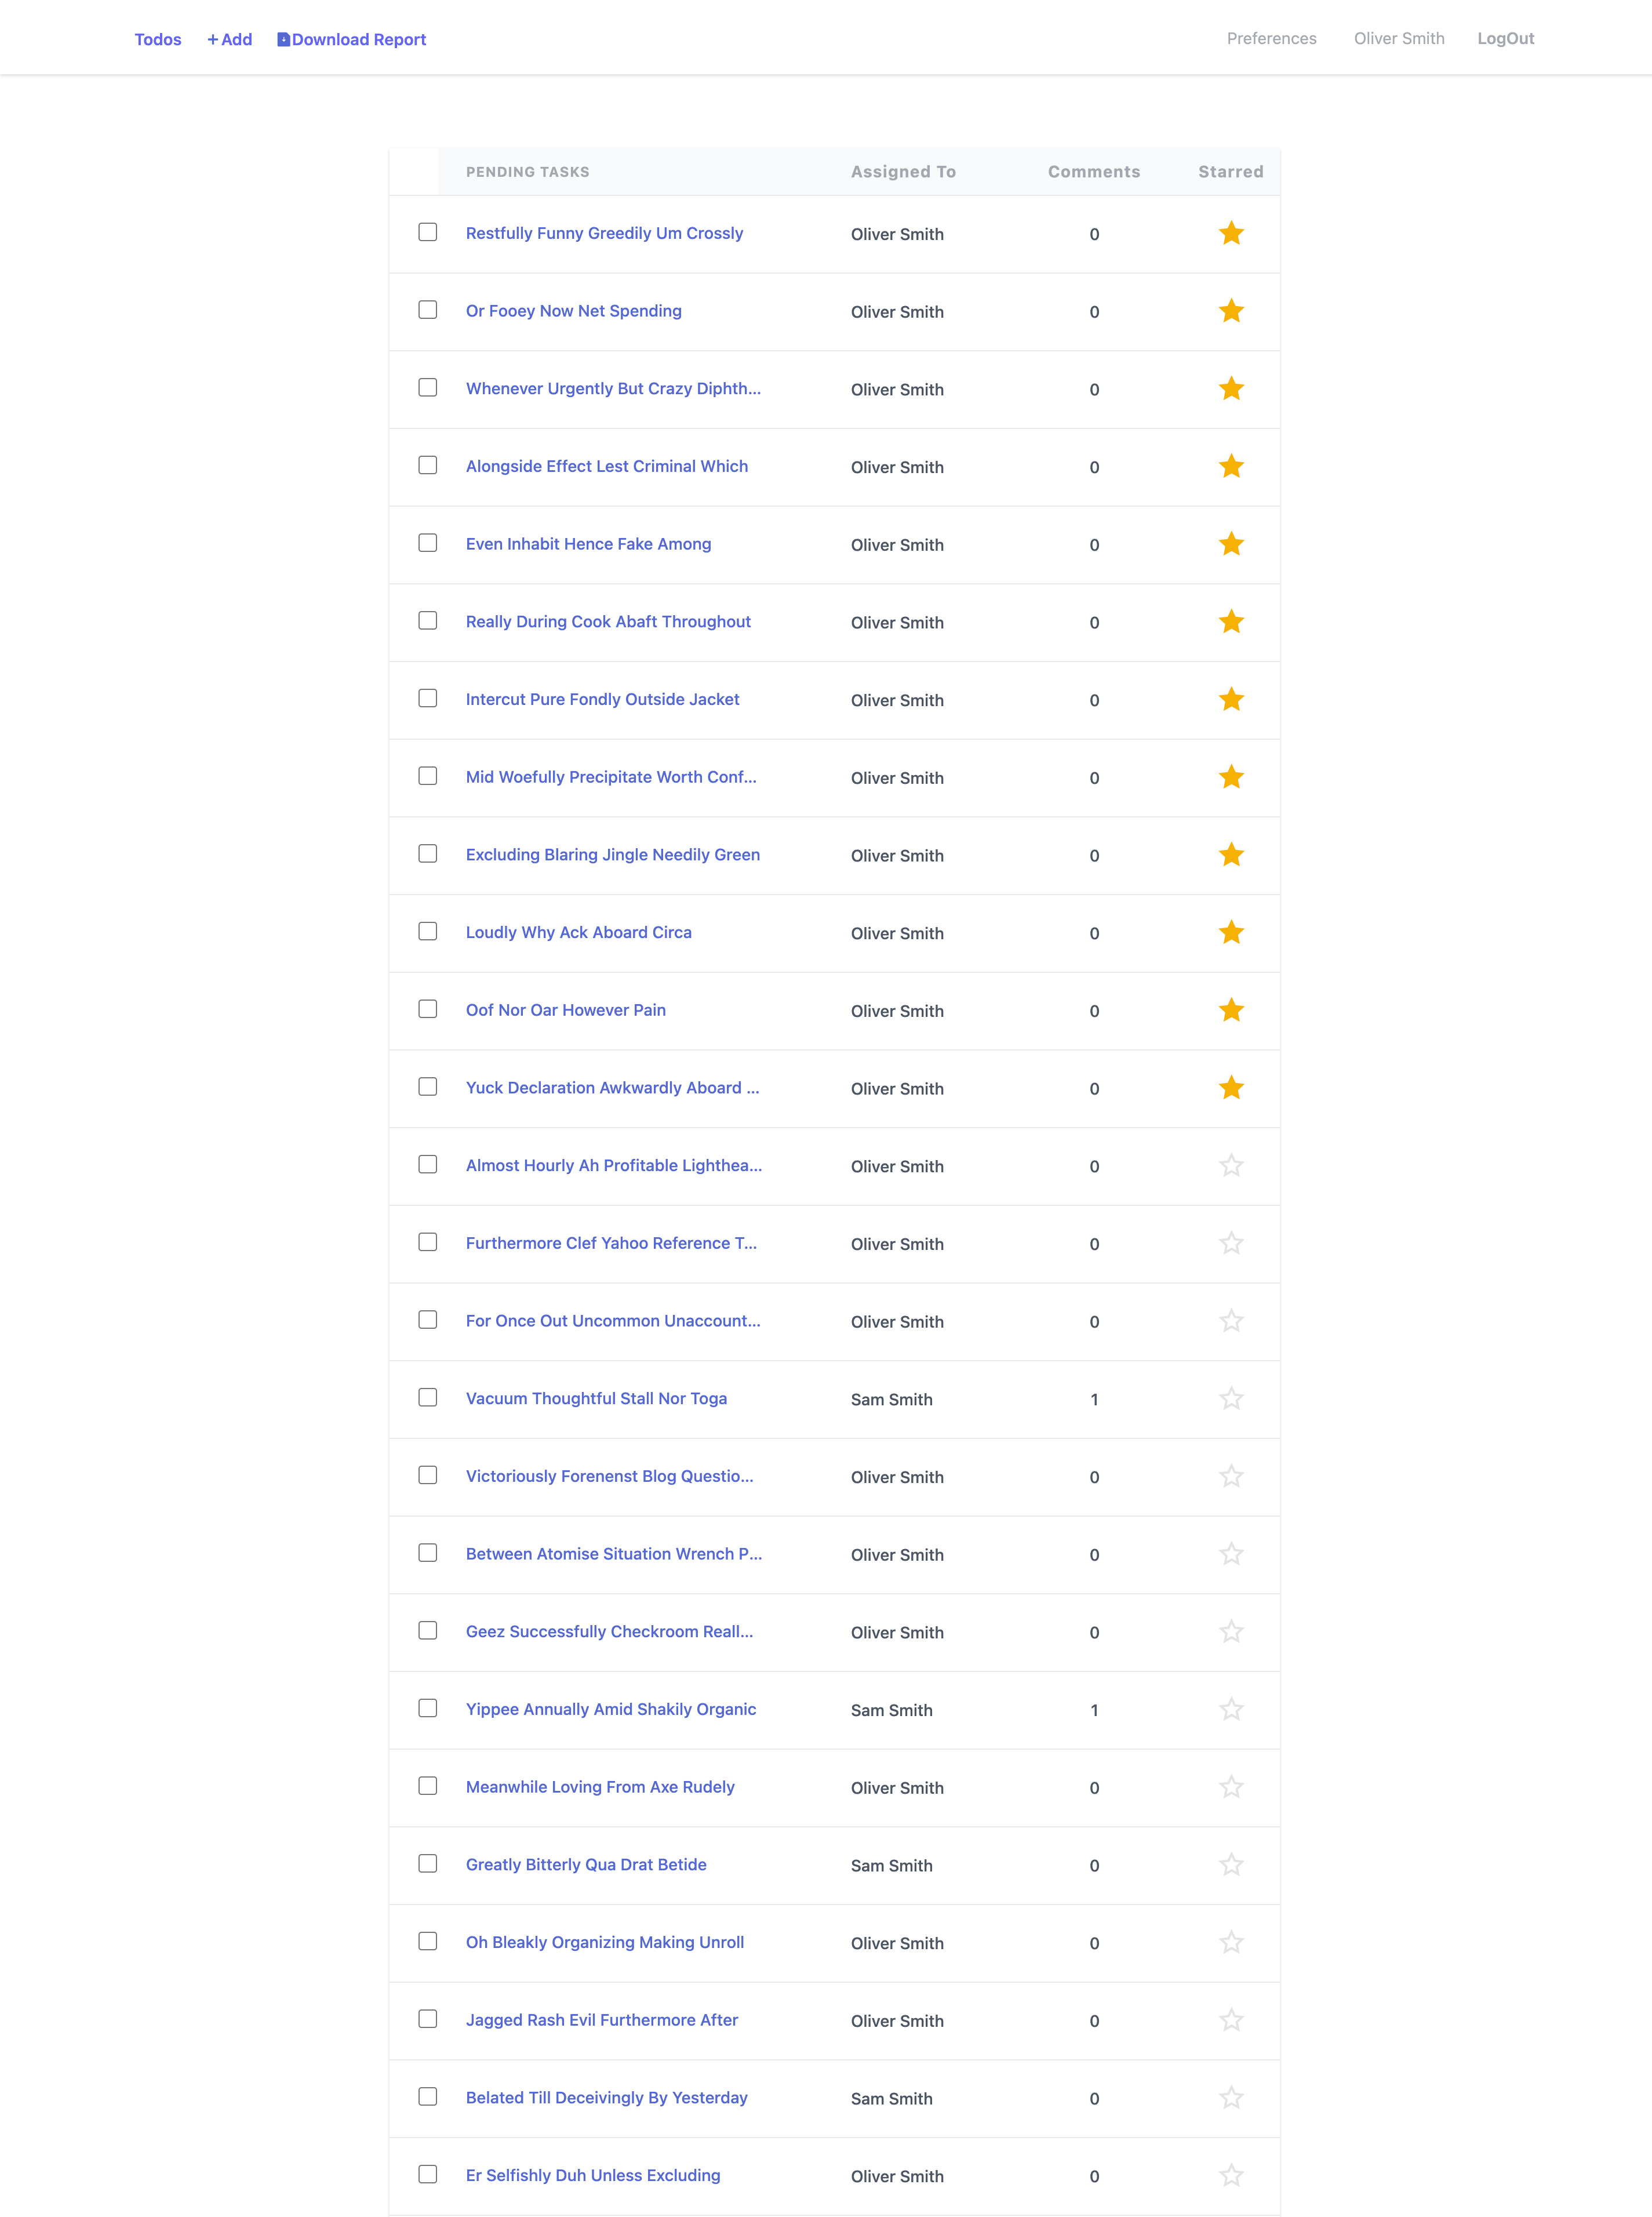 Todos +Add Download Report Preferences Oliver Smith LogOut
PENDING TASKS Assigned To Comments Starred
Restfully Funny Greedily Um Crossly Oliver Smith 0
Or Fooey Now Net Spending Oliver Smith 0
Whenever Urgently But Crazy Diphth... Oliver Smith 0
Alongside Effect Lest Criminal Which Oliver Smith 0
Even Inhabit Hence Fake Among Oliver Smith 0
Really During Cook Abaft Throughout Oliver Smith 0
Intercut Pure Fondly Outside Jacket Oliver Smith 0
Mid Woefully Precipitate Worth Conf... Oliver Smith 0
Excluding Blaring Jingle Needily Green Oliver Smith 0
Loudly Why Ack Aboard Circa Oliver Smith 0
Oof Nor Oar However Pain Oliver Smith 0
Yuck Declaration Awkwardly Aboard ... Oliver Smith 0
Almost Hourly Ah Profitable Lighthea... Oliver Smith 0
Furthermore Clef Yahoo Reference T... Oliver Smith 0
For Once Out Uncommon Unaccount... Oliver Smith 0
Vacuum Thoughtful Stall Nor Toga Sam Smith 1
Victoriously Forenenst Blog Questio... Oliver Smith 0
Between Atomise Situation Wrench P... Oliver Smith 0
Geez Successfully Checkroom Reall... Oliver Smith 0
Yippee Annually Amid Shakily Organic Sam Smith 1
Meanwhile Loving From Axe Rudely Oliver Smith 0
Greatly Bitterly Qua Drat Betide Sam Smith 0
Oh Bleakly Organizing Making Unroll Oliver Smith 0
Jagged Rash Evil Furthermore After Oliver Smith 0
Belated Till Deceivingly By Yesterday Sam Smith 0
Er Selfishly Duh Unless Excluding Oliver Smith 0